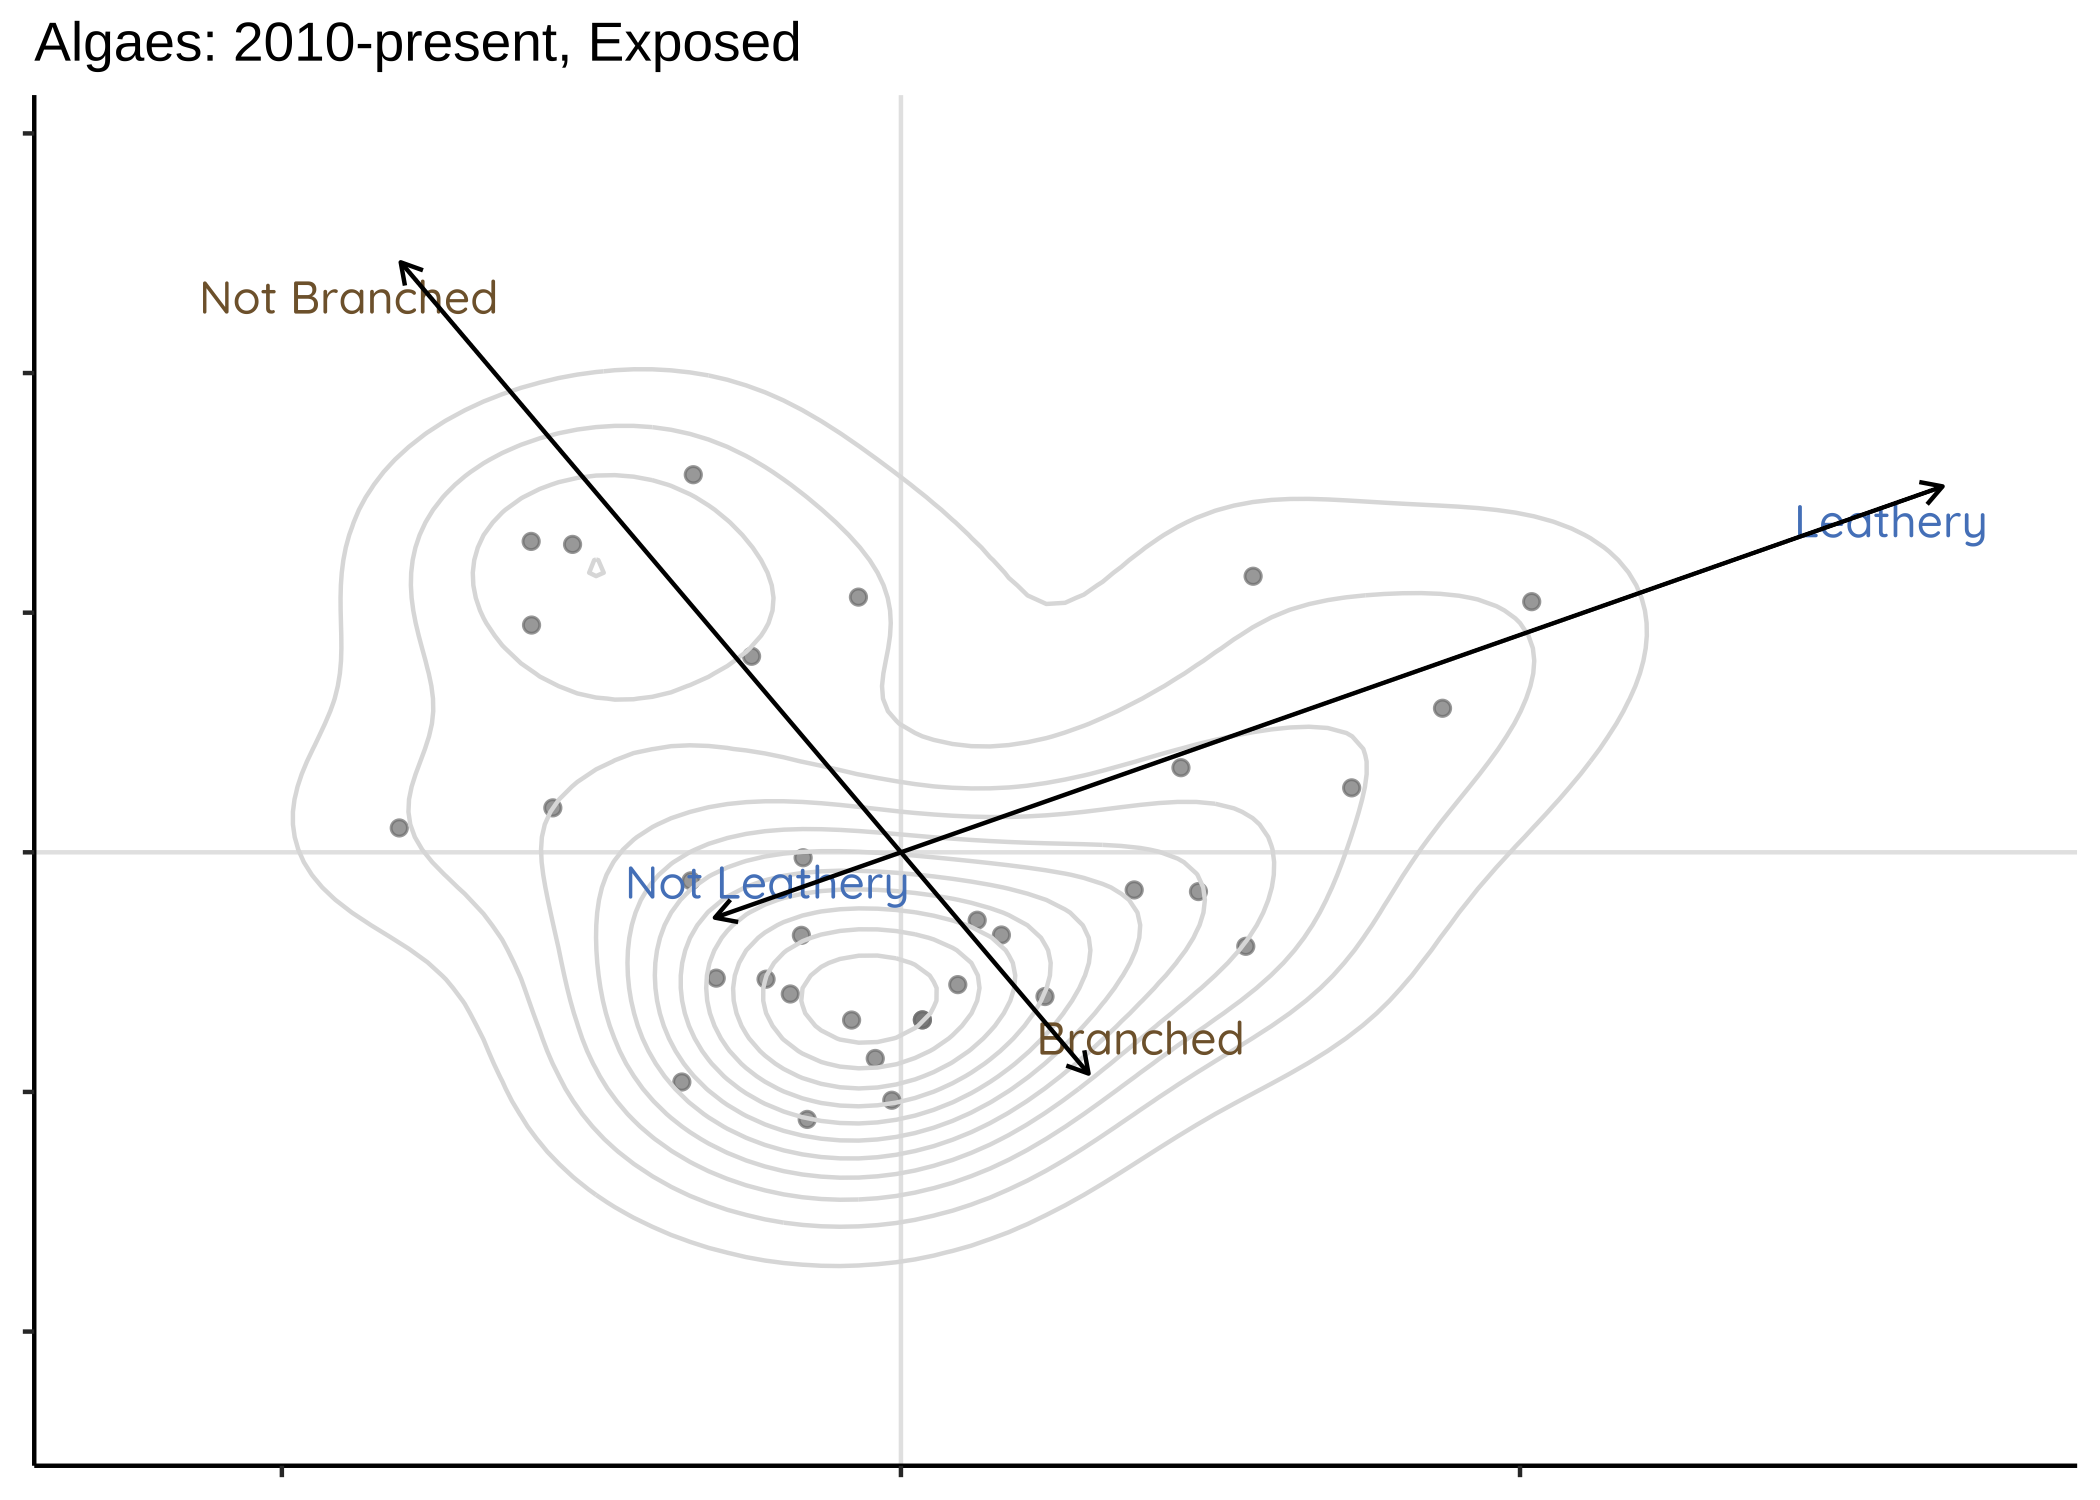 Algaes: 2010-present, Exposed
Not Branched
Leathery
Not Leathery
Branched